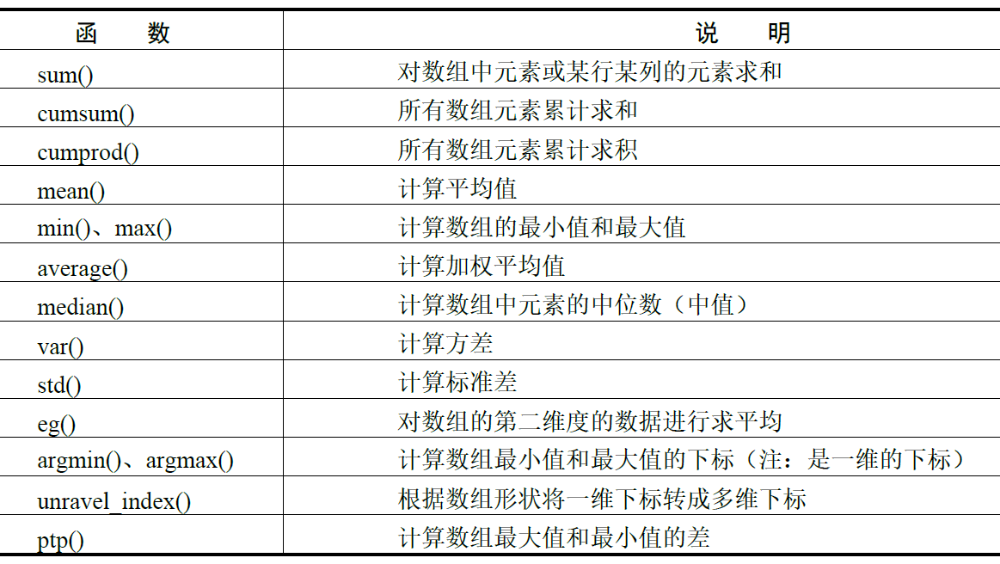 函 数 说 明
sum() 对数组中元素或某行某列的元素求和
cumsum() 所有数组元素累计求和
cumprod() 所有数组元素累计求积
mean() 计算平均值
min()、max() 计算数组的最小值和最大值
average() 计算加权平均值
median() 计算数组中元素的中位数（中值）
var() 计算方差
std() 计算标准差
eg() 对数组的第二维度的数据进行求平均
argmin()、argmax() 计算数组最小值和最大值的下标（注：是一维的下标）
unravel_index() 根据数组形状将一维下标转成多维下标
ptp() 计算数组最大值和最小值的差